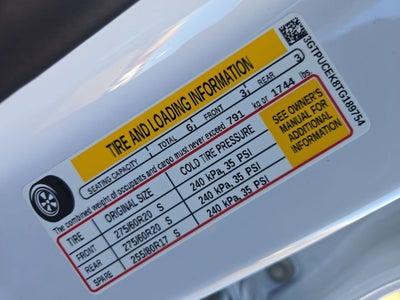 TIRE AND LOADING INFORMATION
SEATING CAPACITY TOTAL 6 FRONT 3 REAR 3
The combined weight of occupants and cargo must never exceed 791 kg or 1744 lbs
TIRE ORIGINAL SIZE COLD TIRE PRESSURE
FRONT 275/60R20 S 240 kPa, 35 PSI
REAR 275/60R20 S 240 kPa, 35 PSI
SPARE 255/80R17 S 240 kPa, 35 PSI
SEE OWNER'S
MANUAL FOR
ADDITIONAL
INFORMATION
3GTPUCEK8TG189754